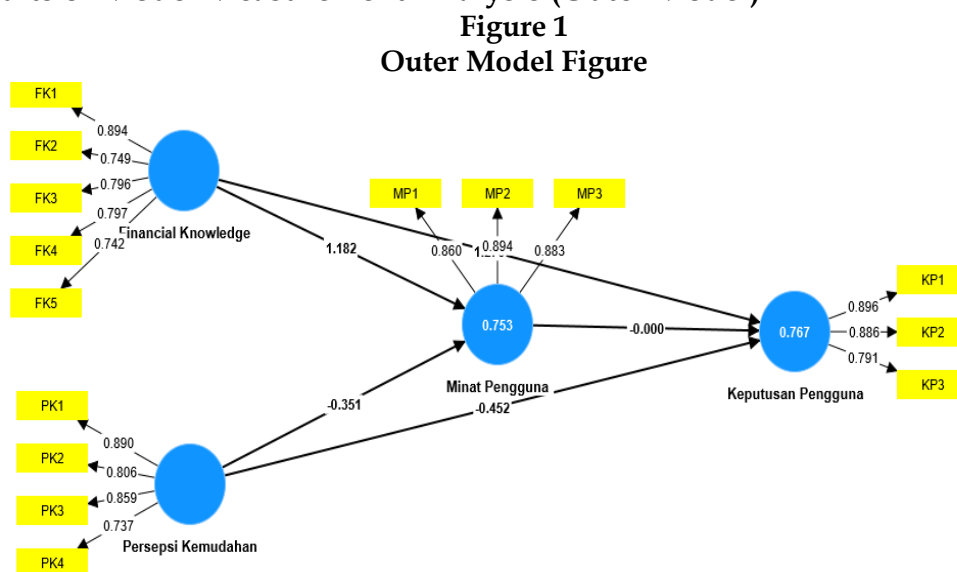 Figure 1
Outer Model Figure
FK1
FK2
FK3
FK4
FK5
0.894
0.749
0.796
0.797
0.742
Financial Knowledge
MP1
MP2
MP3
0.860
0.894
0.883
1.182
0.753
Minat Pengguna
-0.000
-0.351
-0.452
KP1
KP2
KP3
0.896
0.886
0.791
0.767
Keputusan Pengguna
PK1
PK2
PK3
PK4
0.890
0.806
0.859
0.737
Persepsi Kemudahan